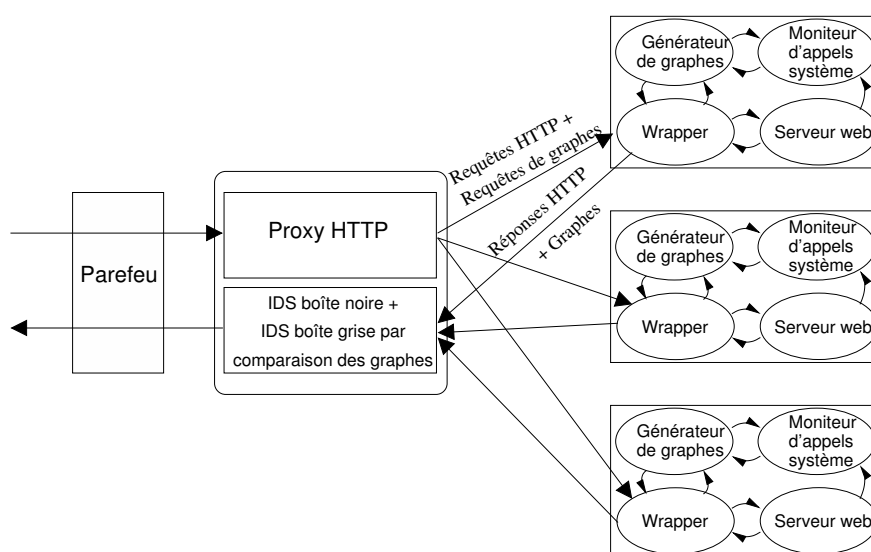 Parefeu
Proxy HTTP
IDS boîte noire +
IDS boîte grise par
comparaison des graphes
Requêtes HTTP +
Requêtes de graphes
Réponses HTTP
+ Graphes
Générateur
de graphes
Moniteur
d'appels
système
Wrapper
Serveur web
Générateur
de graphes
Moniteur
d'appels
système
Wrapper
Serveur web
Générateur
de graphes
Moniteur
d'appels
système
Wrapper
Serveur web